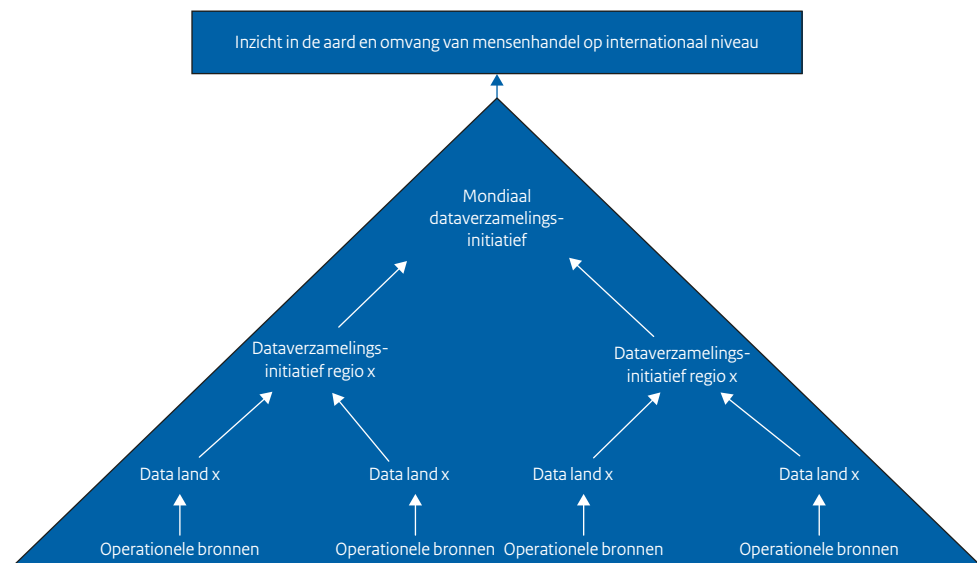 Inzicht in de aard en omvang van mensenhandel op internationaal niveau
Mondiaal
dataverzamelings-
initiatief
Dataverzamelings-
initiatief regio x
Dataverzamelings-
initiatief regio x
Data land x
Data land x
Data land x
Data land x
Operationele bronnen
Operationele bronnen
Operationele bronnen
Operationele bronnen